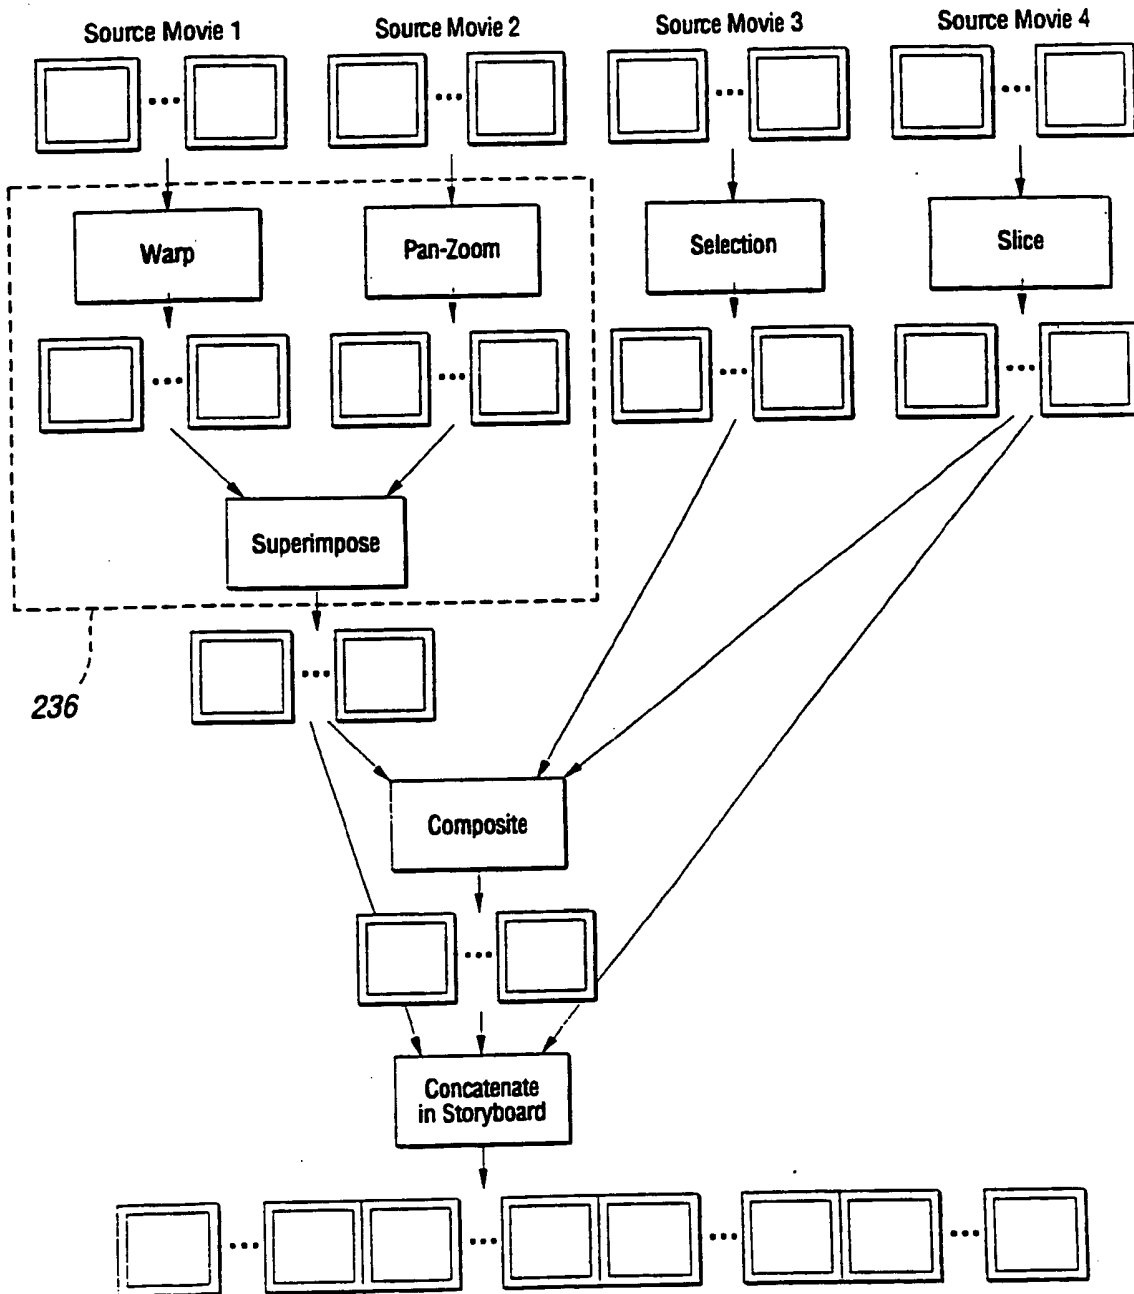 Source Movie 1
Source Movie 2
Source Movie 3
Source Movie 4
Warp
Pan-Zoom
Selection
Slice
Superimpose
236
Composite
Concatenate
in Storyboard